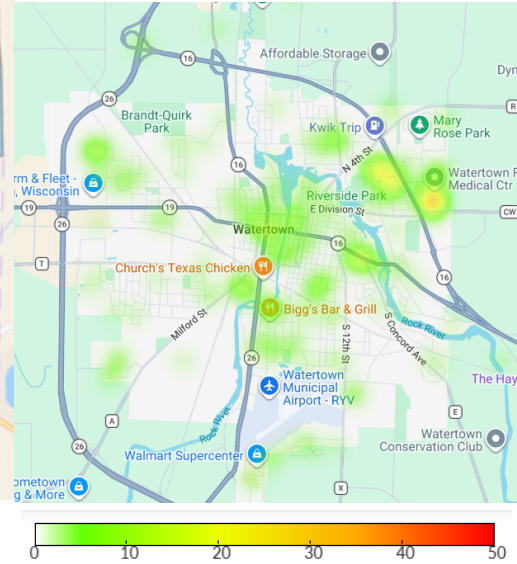 16
Affordable Storage
Dyn
26
Brandt-Quirk
Park
Kwik Trip
Mary
Rose Park
R
N 4th St
16
rm & Fleet -
, Wisconsin
Watertown R
Medical Ctr
Riverside Park
19
19
E Division St
CW
26
Watertown
16
T
Church's Texas Chicken
16
Bigg's Bar & Grill
Milford St
Rock River
S 12th St
S Concord Ave
26
Watertown
Municipal
Airport - RYV
The Hay
A
E
Rock River
Watertown
Conservation Club
26
Walmart Supercenter
ometown
g & More
X
0 10 20 30 40 50